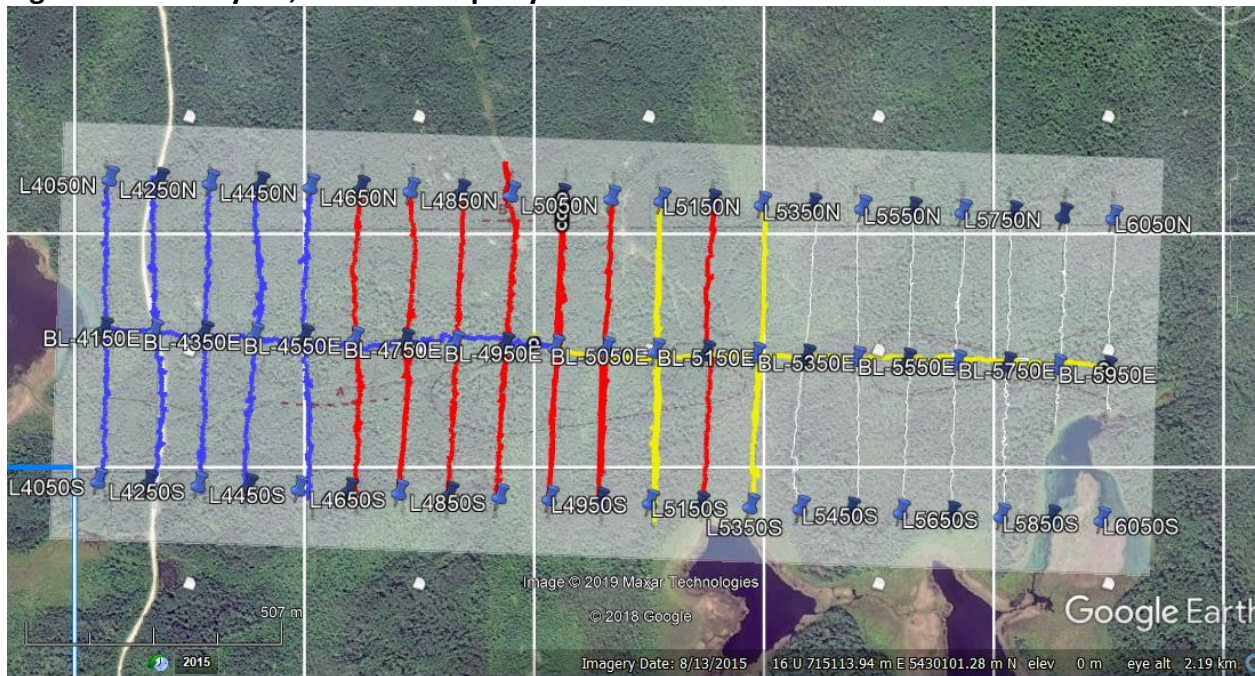 L4050N L4250N L4450N L4650N L4850N L5050N L5150N L5350N L5550N L5750N L6050N
BL-4150E BL-4350E BL-4550E BL-4750E BL-4950E BL-5050E BL-5150E BL-5350E BL-5550E BL-5750E BL-5950E
A
L4050S L4250S L4450S L4650S L4850S L4950S L5150S L5350S L5450S L5650S L5850S L6050S
Image © 2019 Maxar Technologies
© 2018 Google
507 m
Google Earth
2015
Imagery Date: 8/13/2015 16 U 715113.94 m E 5430101.28 m N elev 0 m eye alt 2.19 km